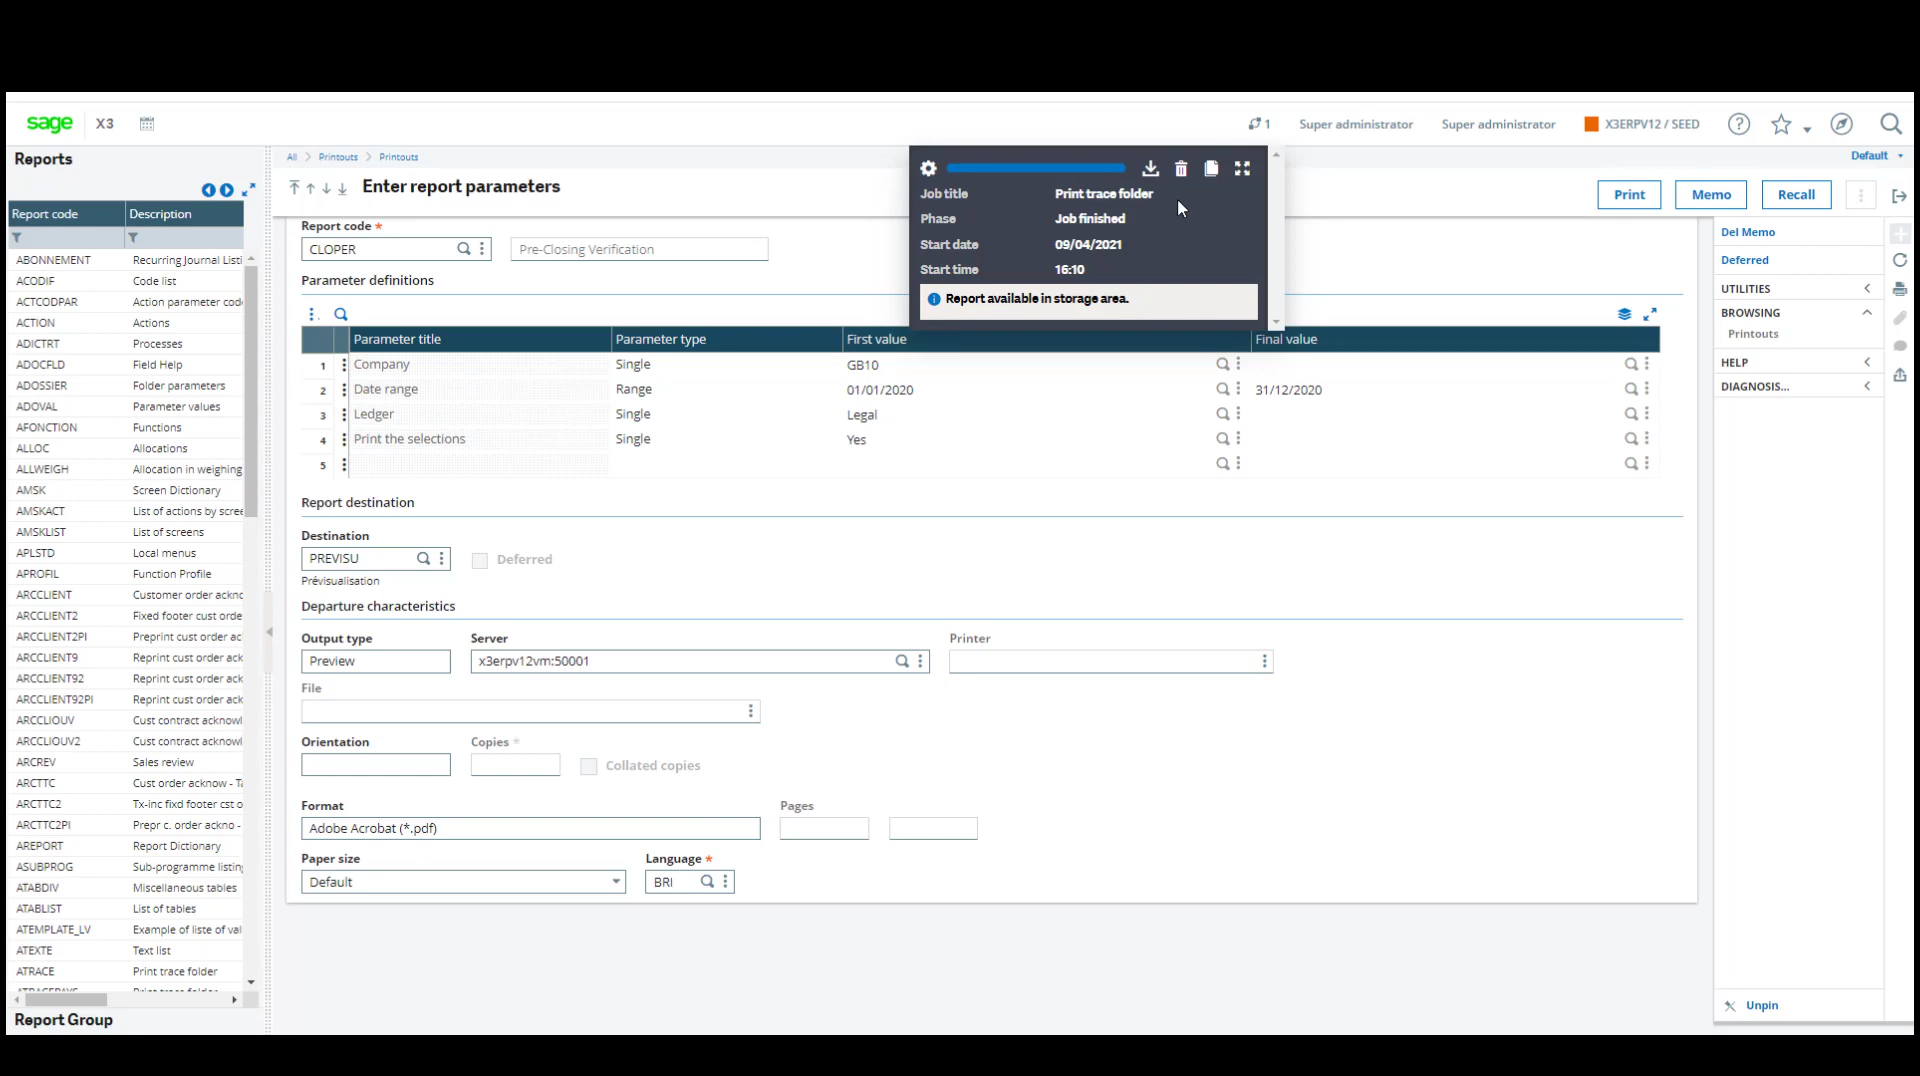 sage X3
1 Super administrator Super administrator X3ERPV12 / SEED
Reports
All Printouts Printouts
Default
Enter report parameters
Print Memo Recall
Job title Print trace folder
Phase Job finished
Start date 09/04/2021
Start time 16:10
Report available in storage area.
Report code Description
ABONNEMENT Recurring Journal Listi
ACODIF Code list
ACTCODPAR Action parameter cod
ACTION Actions
ADICTRT Processes
ADOCFLD Field Help
ADOSSIER Folder parameters
ADOVAL Parameter values
AFONCTION Functions
ALLOC Allocations
ALLWEIGH Allocation in weighing
AMSK Screen Dictionary
AMSKACT List of actions by scree
AMSKLIST List of screens
APLSTD Local menus
APROFIL Function Profile
ARCCLIENT Customer order acknc
ARCCLIENT2 Fixed footer cust orde
ARCCLIENT2PI Preprint cust order ac
ARCCLIENT9 Reprint cust order ack
ARCCLIENT92 Reprint cust order ack
ARCCLIENT92PI Reprint cust order ack
ARCCLIOUV Cust contract acknowl
ARCCLIOUV2 Cust contract acknowl
ARCREV Sales review
ARCTTC Cust order acknow - Ta
ARCTTC2 Tx-inc fixd footer cst o
ARCTTC2PI Prepr c. order ackno -
AREPORT Report Dictionary
ASUBPROG Sub-programme listing
ATABDIV Miscellaneous tables
ATABLIST List of tables
ATEMPLATE_LV Example of liste of val
ATEXTE Text list
ATRACE Print trace folder
Report Group
Report code *
CLOPER Pre-Closing Verification
Parameter definitions
Parameter title Parameter type First value Final value
1 Company Single GB10
2 Date range Range 01/01/2020 31/12/2020
3 Ledger Single Legal
4 Print the selections Single Yes
5
Report destination
Destination
PREVISU Deferred
Prévisualisation
Departure characteristics
Output type Server Printer
Preview x3erpv12vm:50001
File
Orientation Copies *
Collated copies
Format Pages
Adobe Acrobat (*.pdf)
Paper size Language *
Default BRI
Del Memo
Deferred
UTILITIES
BROWSING
Printouts
HELP
DIAGNOSIS...
Unpin